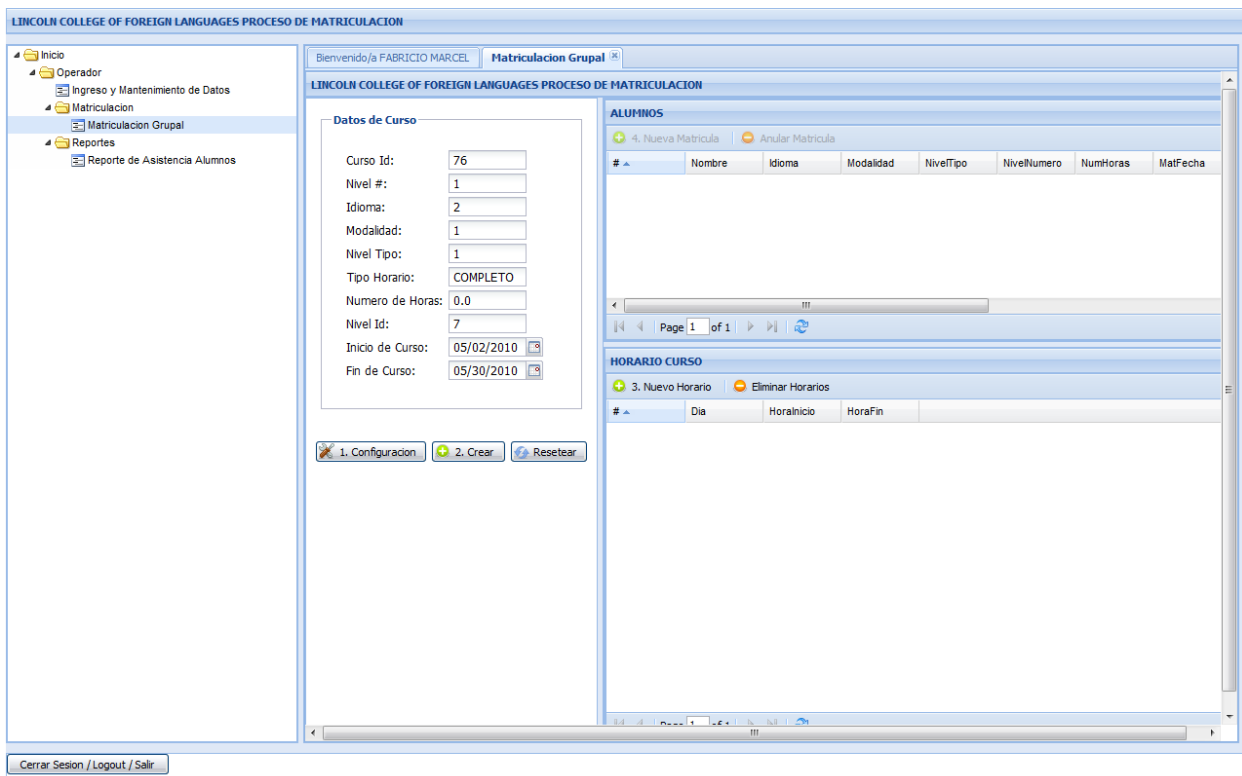 LINCOLN COLLEGE OF FOREIGN LANGUAGES PROCESO DE MATRICULACION
Inicio
Operador
Ingreso y Mantenimiento de Datos
Matriculacion
Matriculacion Grupal
Reportes
Reporte de Asistencia Alumnos
Bienvenido/a FABRICIO MARCEL
Matriculacion Grupal
LINCOLN COLLEGE OF FOREIGN LANGUAGES PROCESO DE MATRICULACION
Datos de Curso
Curso Id: 76
Nivel #: 1
Idioma: 2
Modalidad: 1
Nivel Tipo: 1
Tipo Horario: COMPLETO
Numero de Horas: 0.0
Nivel Id: 7
Inicio de Curso: 05/02/2010
Fin de Curso: 05/30/2010
1. Configuracion 2. Crear Resetear
ALUMNOS
4. Nueva Matricula Anular Matricula
# Nombre Idioma Modalidad NivelTipo NivelNumero NumHoras MatFecha
Page 1 of 1
HORARIO CURSO
3. Nuevo Horario Eliminar Horarios
# Dia HoraInicio HoraFin
Page 1 of 1
Cerrar Sesion / Logout / Salir